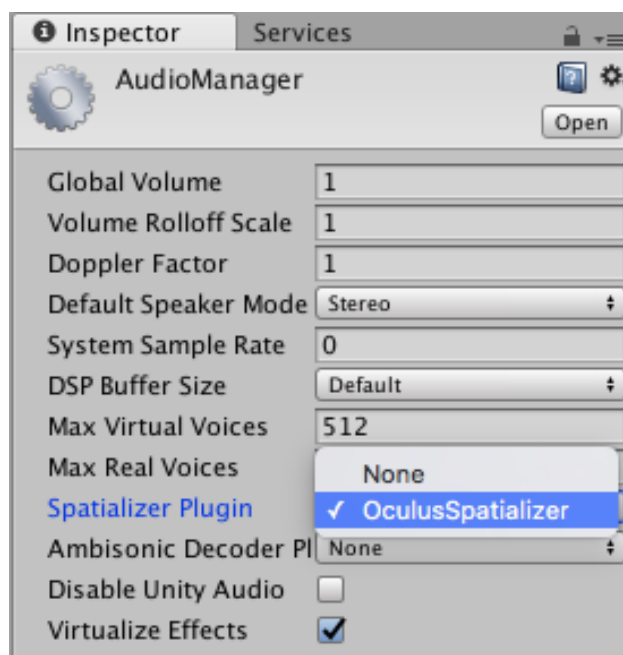 Inspector Services
AudioManager
Open
Global Volume 1
Volume Rolloff Scale 1
Doppler Factor 1
Default Speaker Mode Stereo
System Sample Rate 0
DSP Buffer Size Default
Max Virtual Voices 512
Max Real Voices
None
Spatializer Plugin ✓ OculusSpatializer
Ambisonic Decoder Pl None
Disable Unity Audio
Virtualize Effects